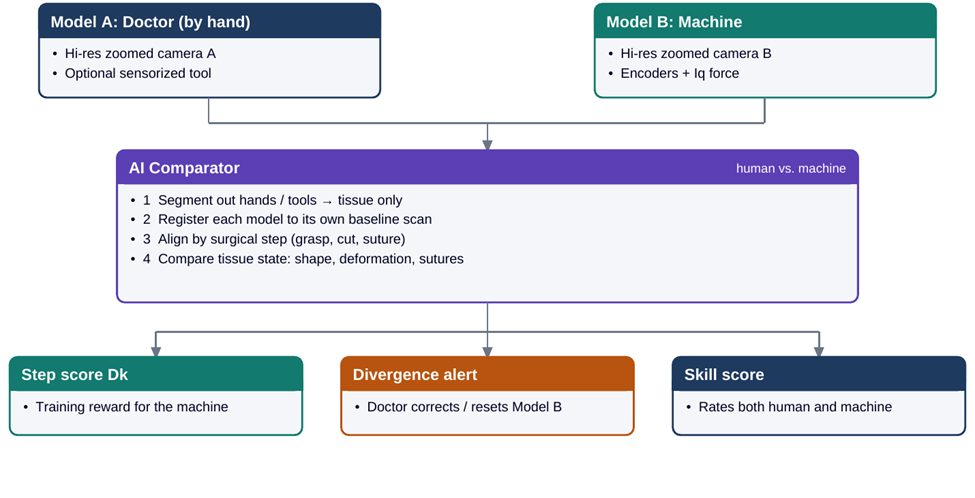 Model A: Doctor (by hand)
• Hi-res zoomed camera A
• Optional sensorized tool
Model B: Machine
• Hi-res zoomed camera B
• Encoders + Iq force
AI Comparator
human vs. machine
• 1 Segment out hands / tools → tissue only
• 2 Register each model to its own baseline scan
• 3 Align by surgical step (grasp, cut, suture)
• 4 Compare tissue state: shape, deformation, sutures
Step score Dk
• Training reward for the machine
Divergence alert
• Doctor corrects / resets Model B
Skill score
• Rates both human and machine